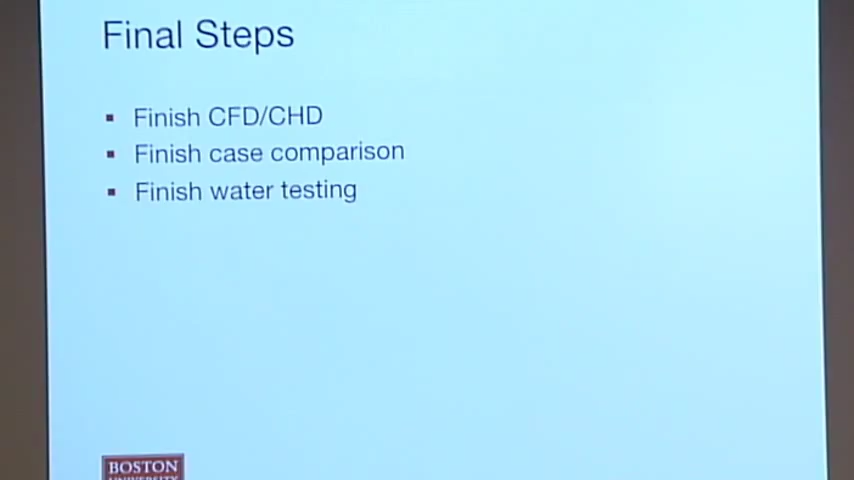 Final Steps
Finish CFD/CHD
Finish case comparison
Finish water testing
BOSTON
UNIVERSITY